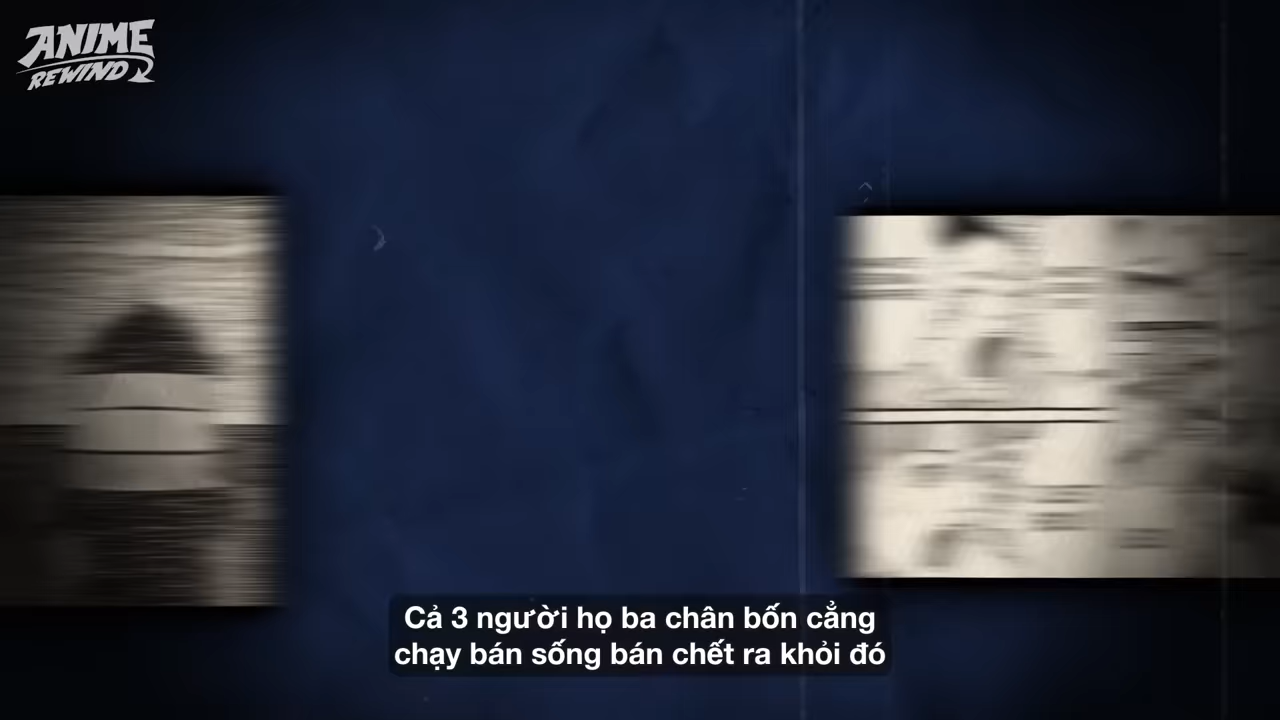 ANIME
REWIND
Cả 3 người họ ba chân bốn cẳng
chạy bán sống bán chết ra khỏi đó